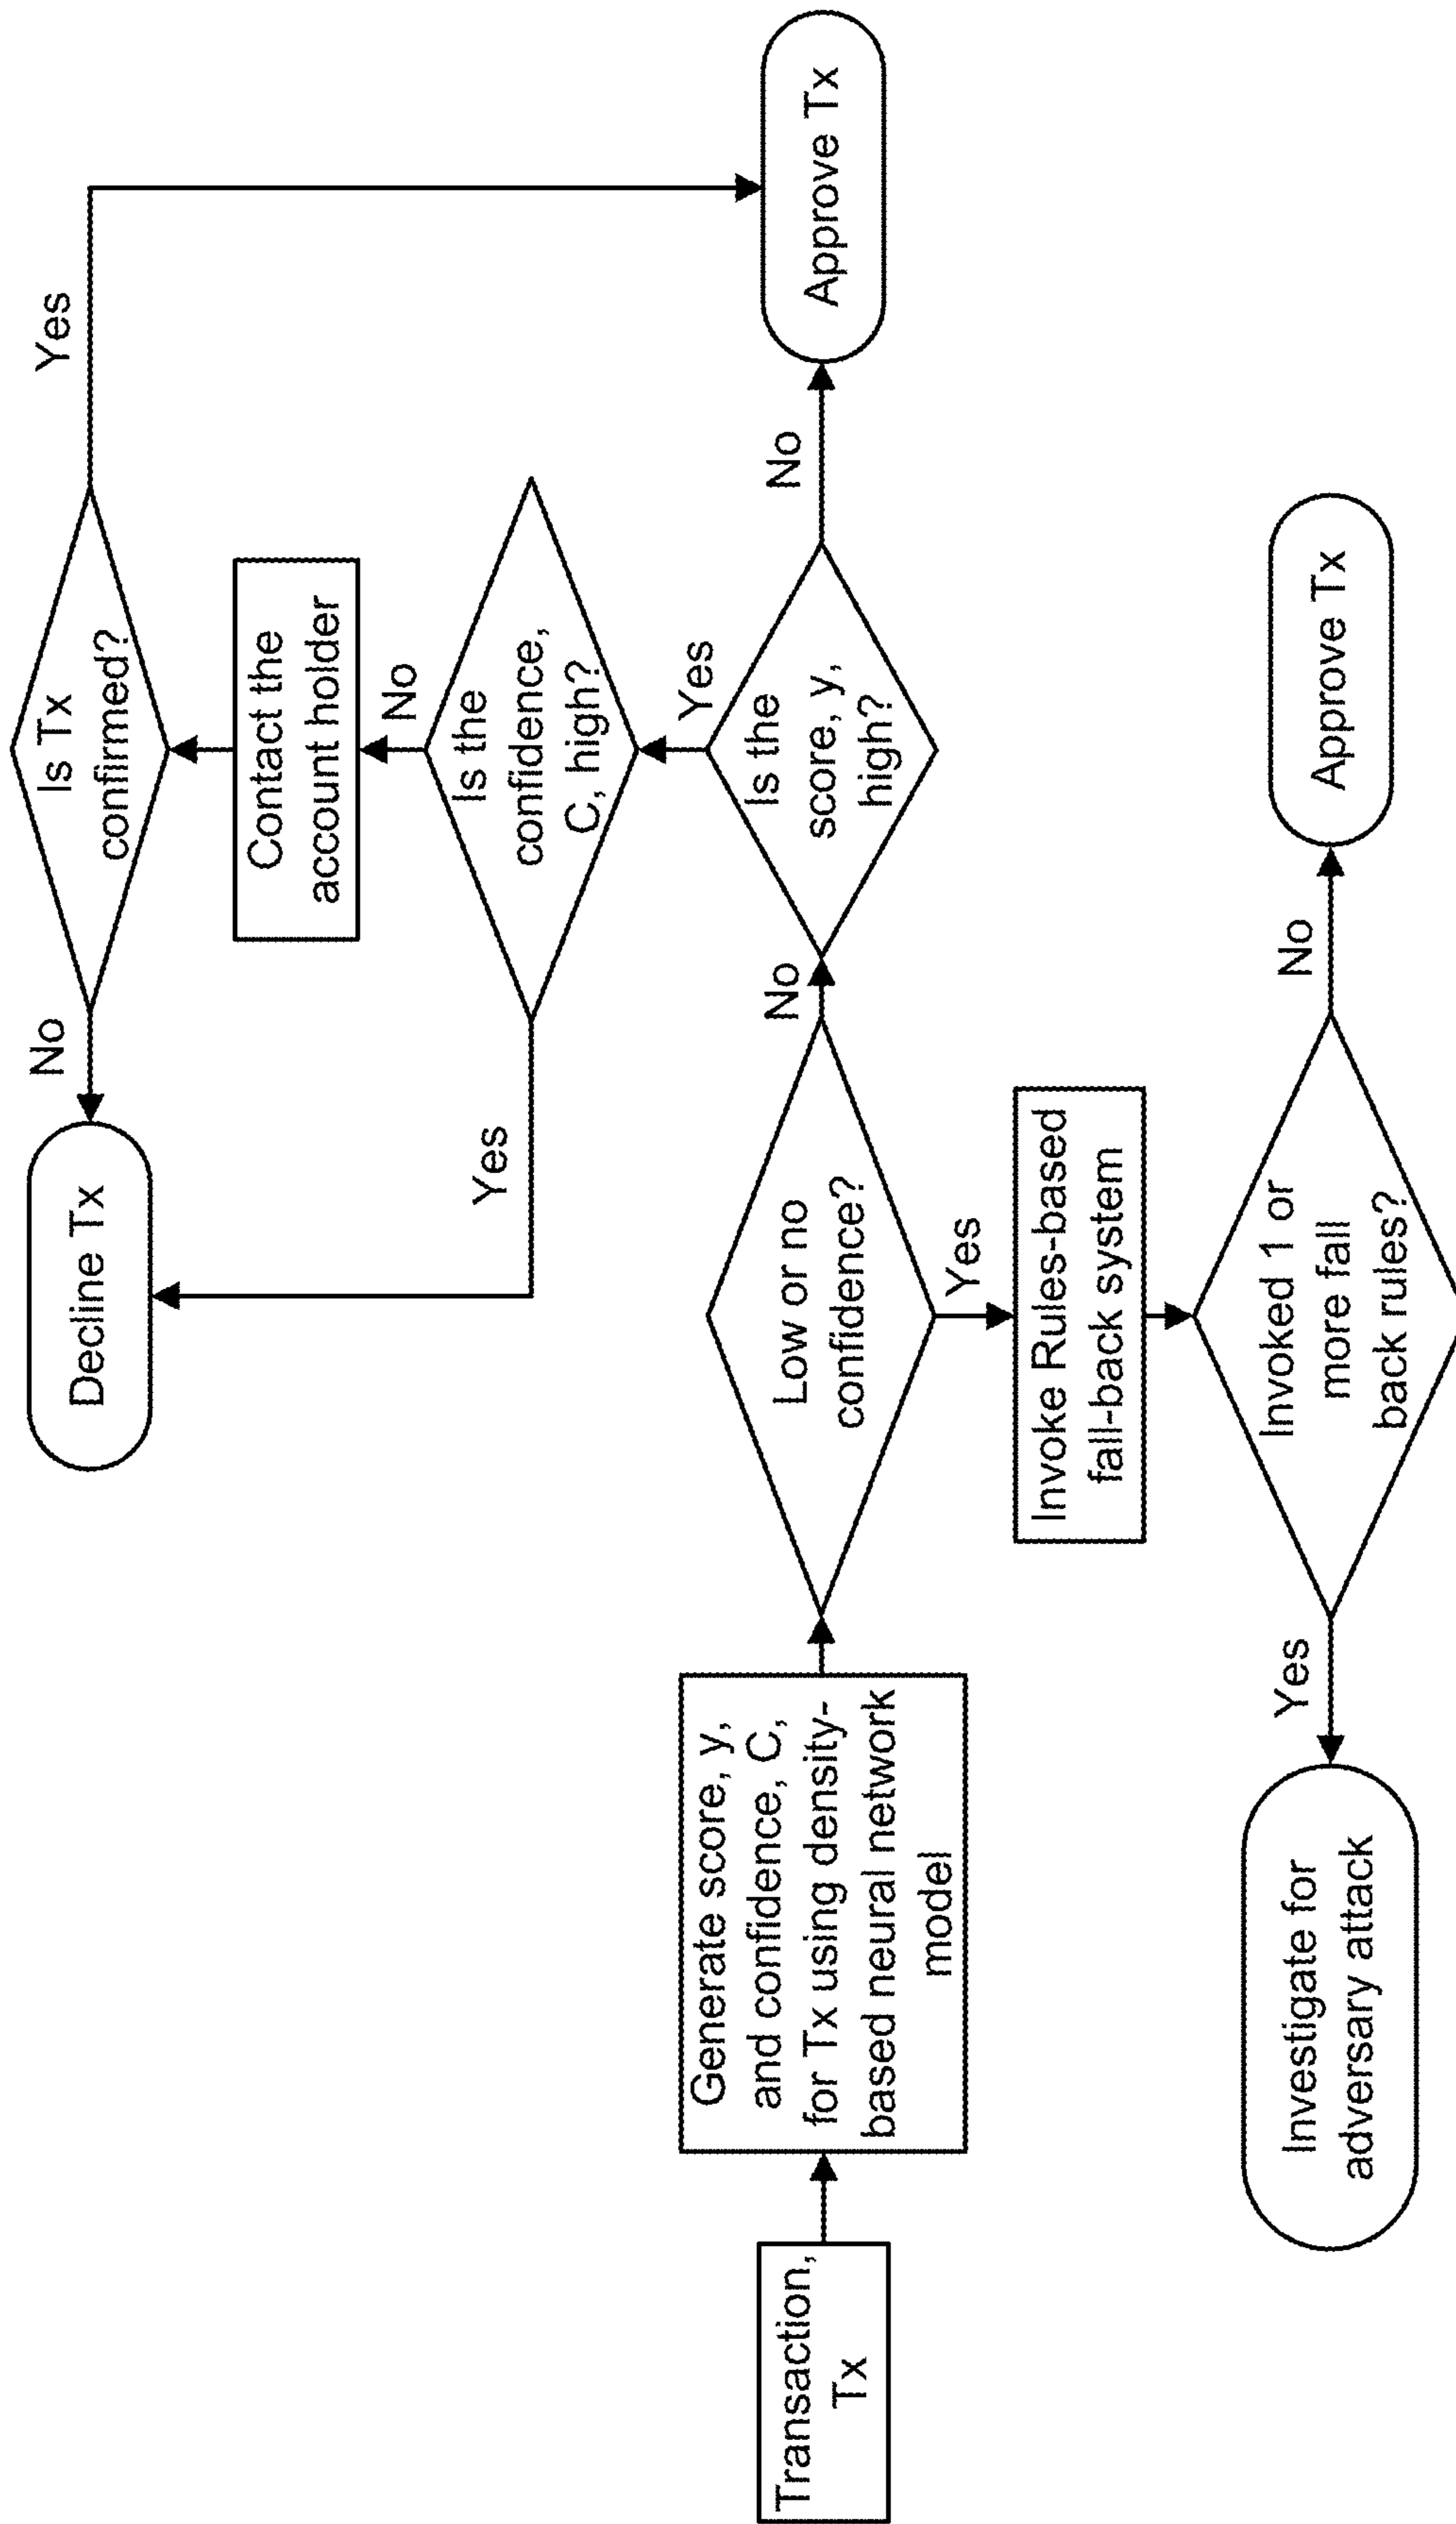 Decline Tx
No
Is Tx
confirmed?
Yes
Contact the
account holder
No
Is the
confidence,
C, high?
Yes
Yes
Transaction,
Tx
Generate score, y,
and confidence, C,
for Tx using density-
based neural network
model
Low or no
confidence?
No
Is the
score, y,
high?
No
Approve Tx
Yes
Invoke Rules-based
fall-back system
Investigate for
adversary attack
Yes
Invoked 1 or
more fall
back rules?
No
Approve Tx